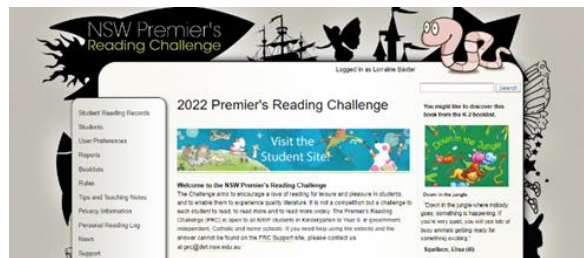 NSW Premier's
Reading Challenge
Logged in as Lorraine Baxter
Search
Student Reading Records
Students
User Preferences
Reports
Booklists
Rules
Tips and Teaching Notes
Privacy Information
Personal Reading Log
News
Support
2022 Premier's Reading Challenge
Visit the
Student Site!
Welcome to the NSW Premier's Reading Challenge
The Challenge aims to encourage a love of reading for leisure and pleasure in students,
and to enable them to experience quality literature. It is not a competition but a challenge to
each student to read, to read more and to read more widely. The Premier's Reading
Challenge (PRC) is open to all NSW students in Kindergarten to Year 9, in government,
independent, Catholic and home schools. If you need help using the website and the
answer cannot be found on the PRC Support site, please contact us
at prc@det.nsw.edu.au
You might like to discover this
book from the K-2 booklist.
Down in the Jungle
Down in the jungle
"Down in the jungle where nobody
goes, something is happening. If
you're very quiet, you will see lots of
busy animals getting ready for
something exciting."